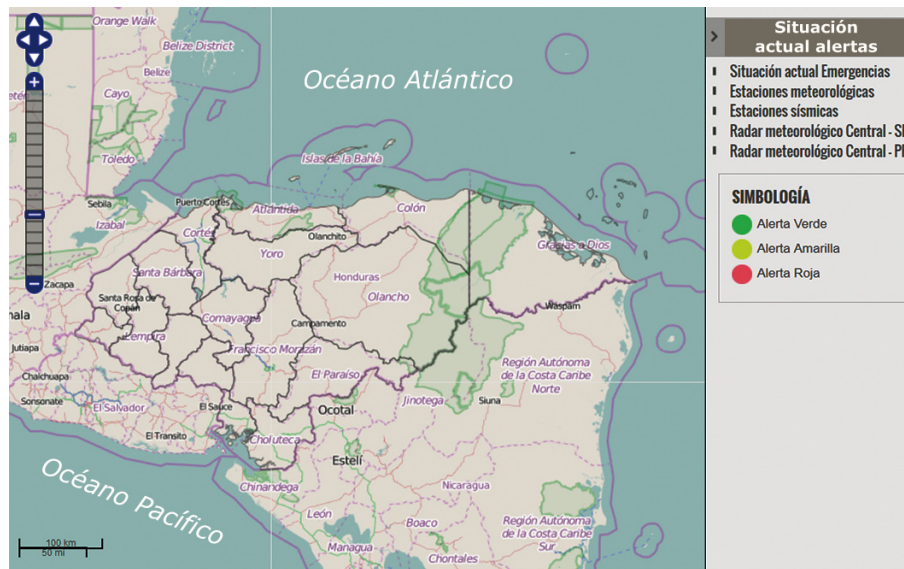 Orange Walk
Belize District
Océano Atlántico
Belize
Cayo
Toledo
Islas de la Bahía
Sebila
Izabal
Puerto Cortés
Atlántida
Colón
Cortés
Olanchito
Gracias a Dios
Yoro
Santa Bárbara
Honduras
Zacapa
Santa Rosa de
Copán
Olancho
Waspam
Comayagua
Campamento
Lempira
Francisco Morazán
Jutiapa
Región Autónoma
de la Costa Caribe
Norte
Chalchuapa
El Paraíso
Sonsonate
El Salvador
El Sauce
Ocotal
Jinotega
Siuna
El Transito
Choluteca
Estelí
Océano Pacífico
Chinandega
Nicaragua
León
Boaco
Región Autónoma
de la Costa Caribe
Sur
Managua
Chontales
100 km
50 mi
Situación
actual alertas
Situación actual Emergencias
Estaciones meteorológicas
Estaciones sísmicas
Radar meteorológico Central - S
Radar meteorológico Central - P
SIMBOLOGÍA
Alerta Verde
Alerta Amarilla
Alerta Roja